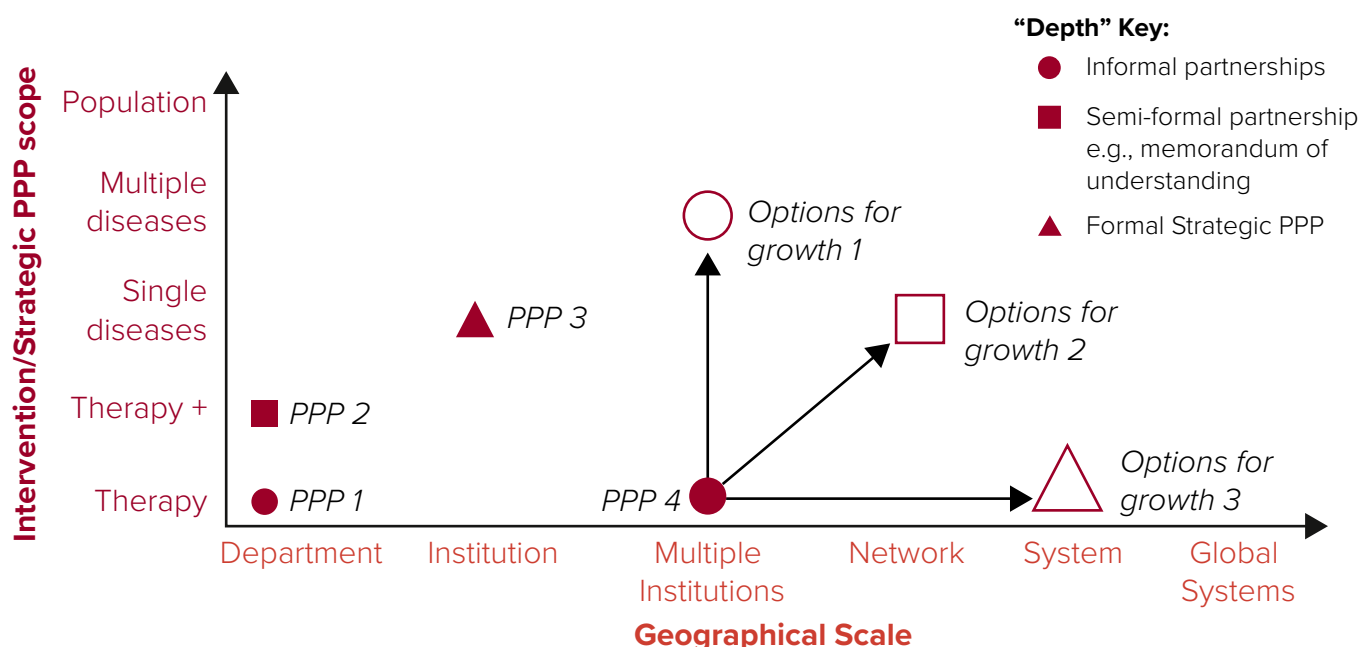 “Depth” Key:
Informal partnerships
Semi-formal partnership
e.g., memorandum of
understanding
Formal Strategic PPP
Intervention/Strategic PPP scope
Population
Multiple
diseases
Single
diseases
Therapy +
Therapy
Options for
growth 1
PPP 3
Options for
growth 2
PPP 2
PPP 1
PPP 4
Options for
growth 3
Department
Institution
Multiple
Institutions
Network
System
Global
Systems
Geographical Scale